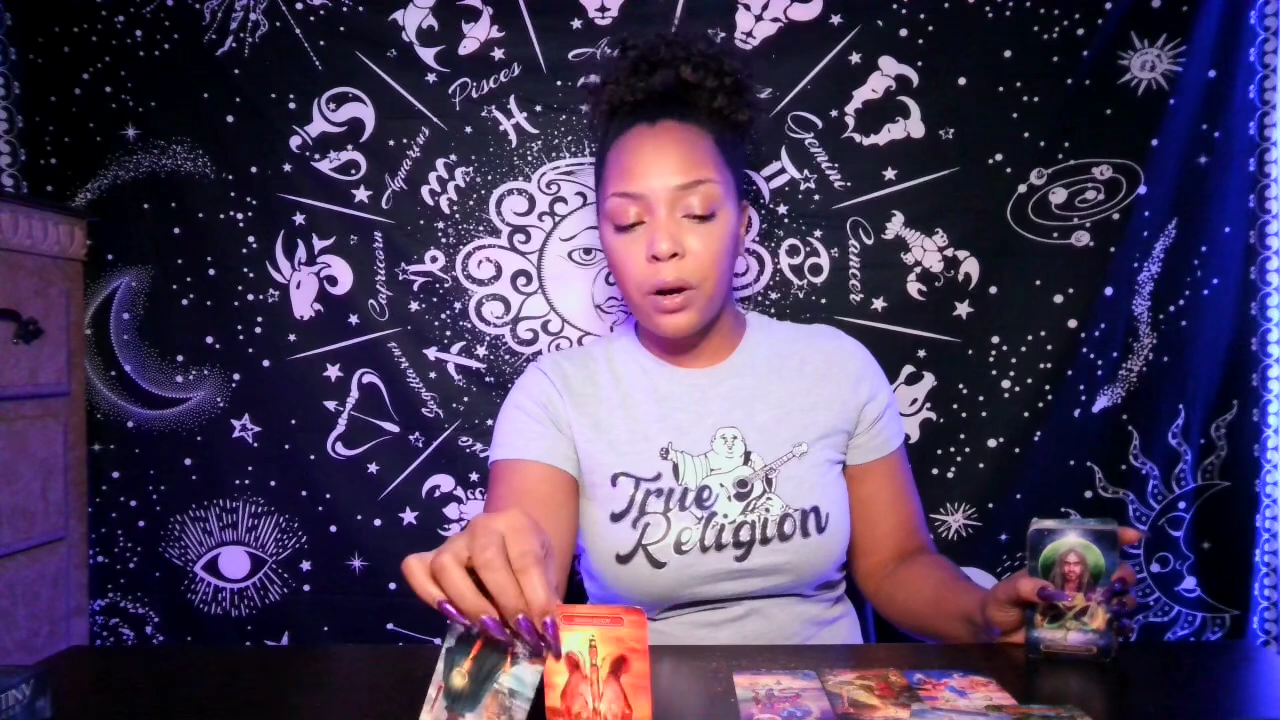 Pisces
Aquarius
Gemini
Capricorn
Cancer
Sagittarius
True
Religion